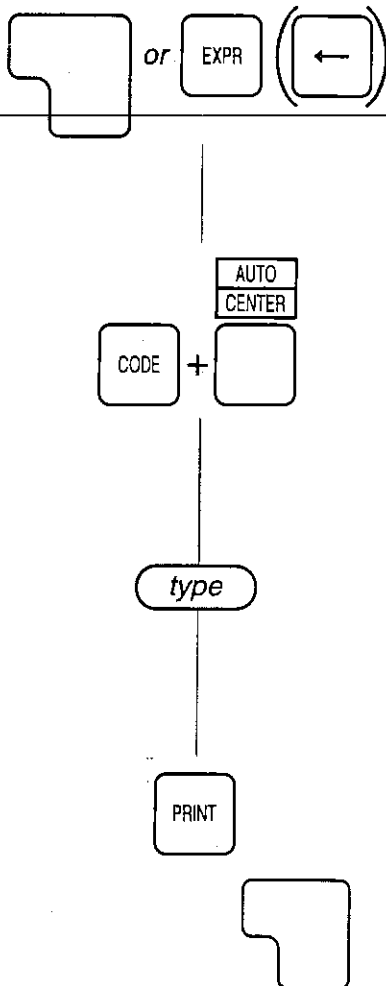 or EXPR (←)
AUTO
CENTER
CODE +
type
PRINT